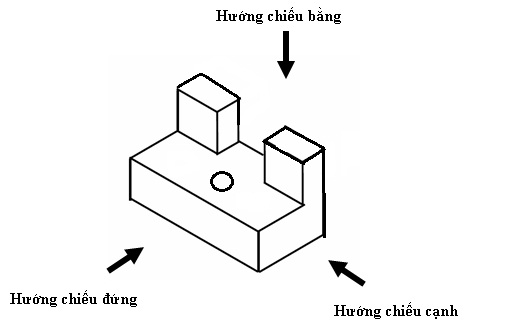 Hướng chiếu bằng
Hướng chiếu đứng
Hướng chiếu cạnh